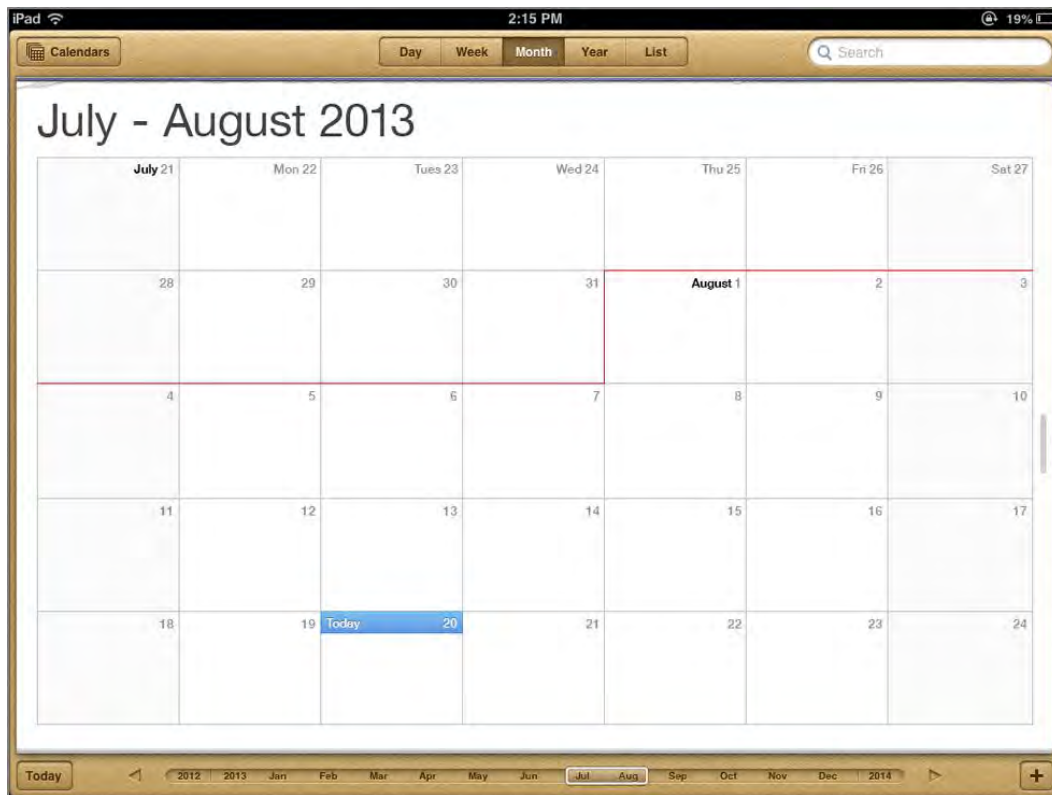 iPad 2:15 PM 19%
Calendars Day Week Month Year List Search
July - August 2013
July 21 Mon 22 Tues 23 Wed 24 Thu 25 Fri 26 Sat 27
28 29 30 31 August 1 2 3
4 5 6 7 8 9 10
11 12 13 14 15 16 17
18 19 Today 20 21 22 23 24
Today 2012 2013 Jan Feb Mar Apr May Jun Jul Aug Sep Oct Nov Dec 2014 +